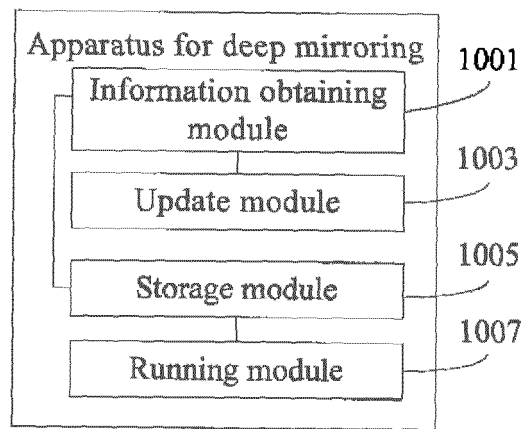 Apparatus for deep mirroring
Information obtaining
module
1001
Update module
1003
Storage module
1005
Running module
1007